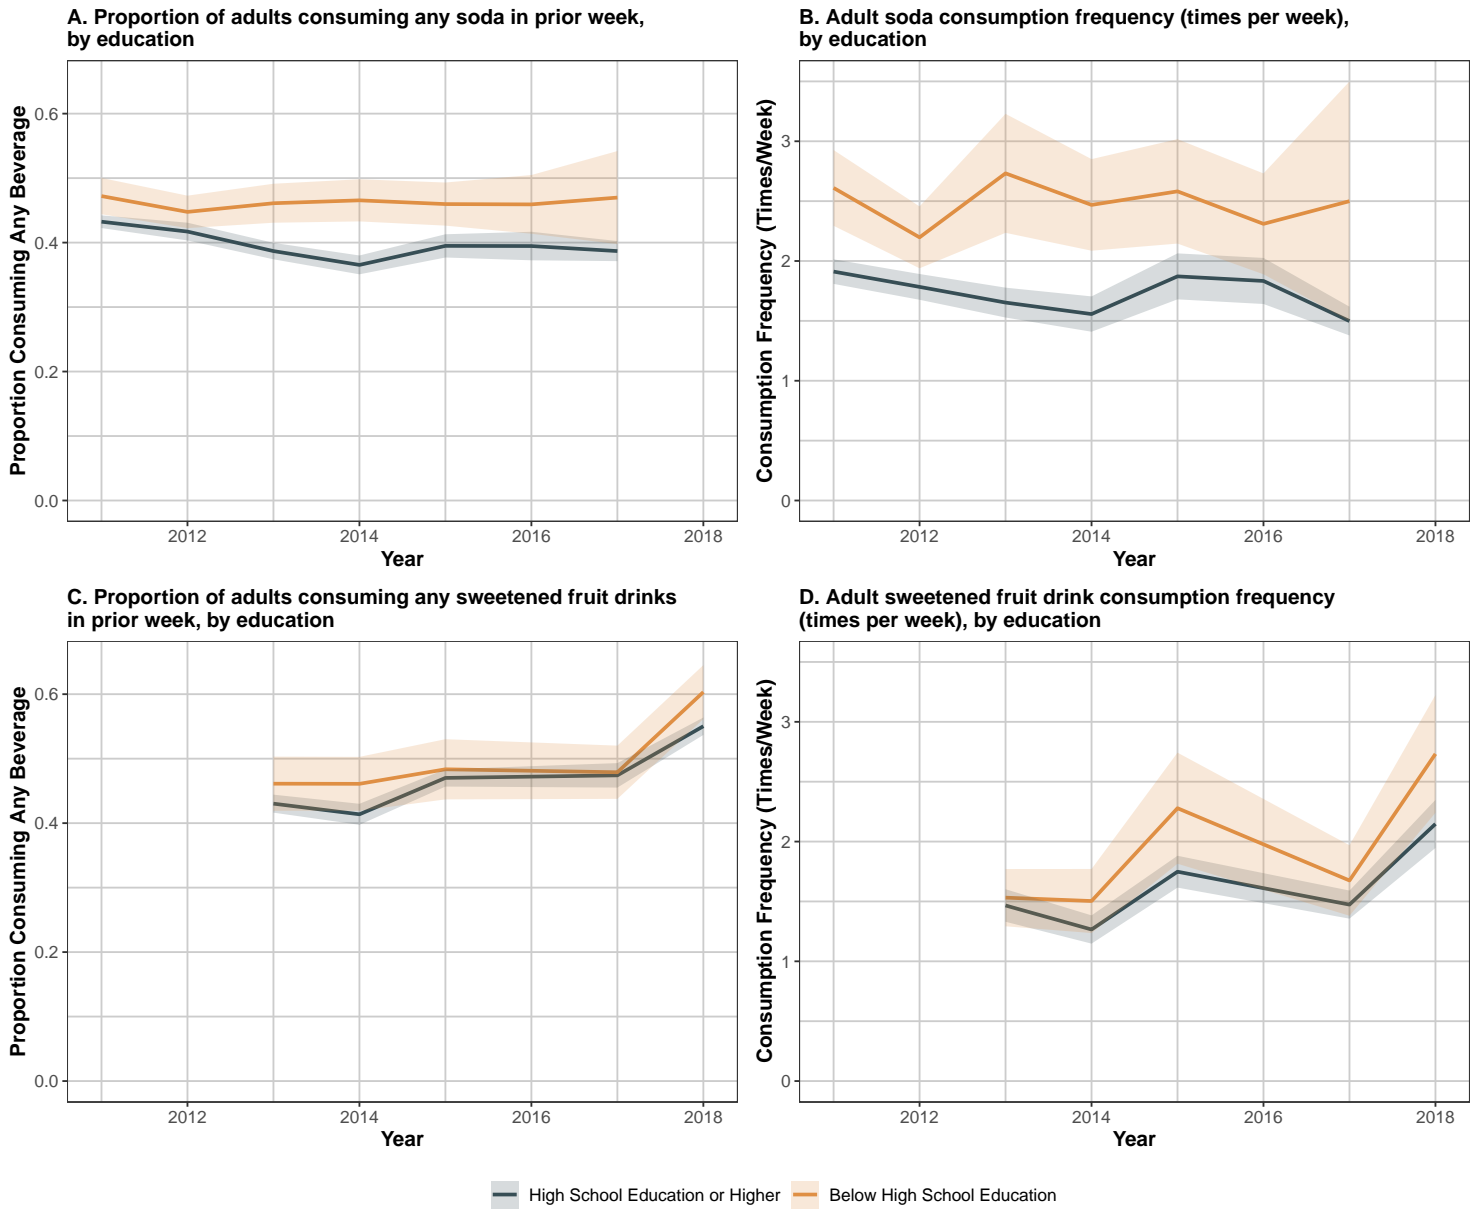 A. Proportion of adults consuming any soda in prior week,
by education
Proportion Consuming Any Beverage
0.6
0.4
0.2
0.0
2012
2014
2016
2018
Year
B. Adult soda consumption frequency (times per week),
by education
Consumption Frequency (Times/Week)
3
2
1
0
2012
2014
2016
2018
Year
C. Proportion of adults consuming any sweetened fruit drinks
in prior week, by education
Proportion Consuming Any Beverage
0.6
0.4
0.2
0.0
2012
2014
2016
2018
Year
D. Adult sweetened fruit drink consumption frequency
(times per week), by education
Consumption Frequency (Times/Week)
3
2
1
0
2012
2014
2016
2018
Year
High School Education or Higher
Below High School Education